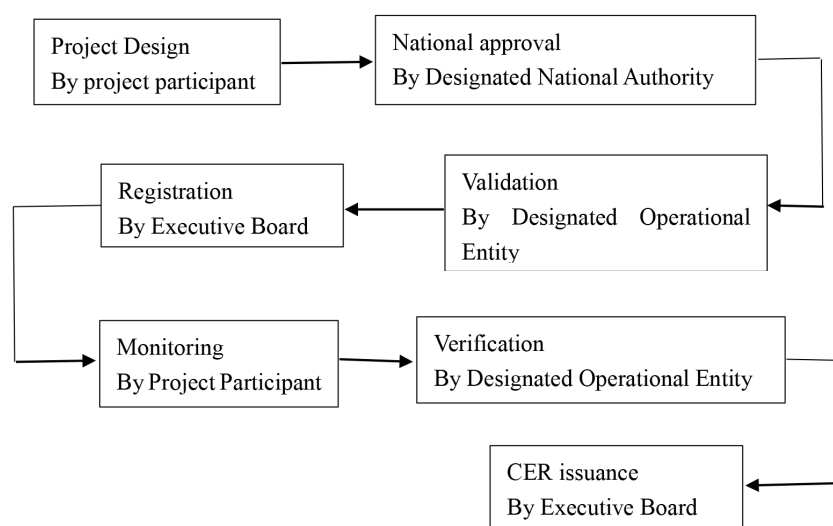 Project Design
By project participant
National approval
By Designated National Authority
Validation
By Designated Operational
Entity
Registration
By Executive Board
Monitoring
By Project Participant
Verification
By Designated Operational Entity
CER issuance
By Executive Board